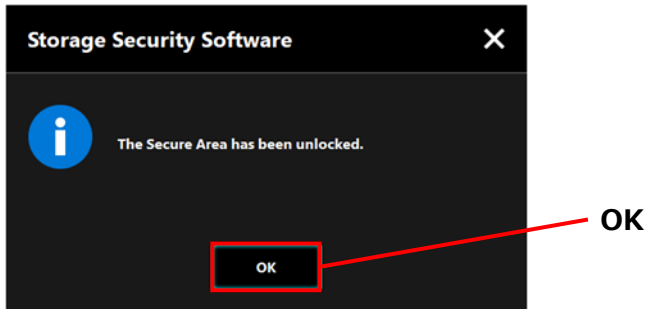 Storage Security Software
The Secure Area has been unlocked.
OK
OK